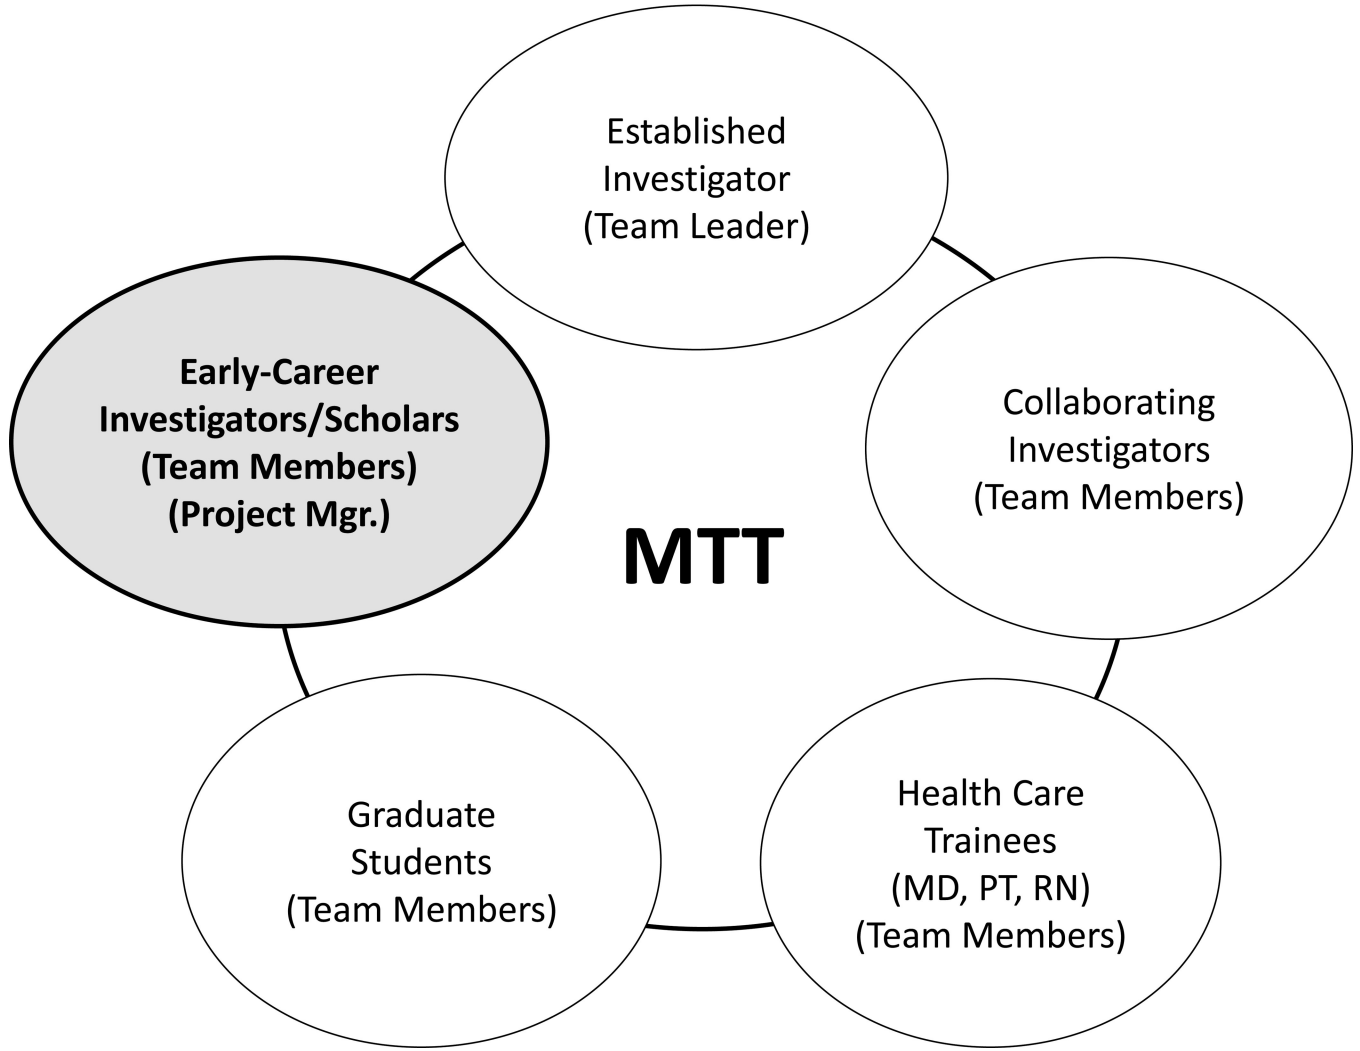 Established
Investigator
(Team Leader)
Early-Career
Investigators/Scholars
(Team Members)
(Project Mgr.)
Collaborating
Investigators
(Team Members)
MTT
Graduate
Students
(Team Members)
Health Care
Trainees
(MD, PT, RN)
(Team Members)